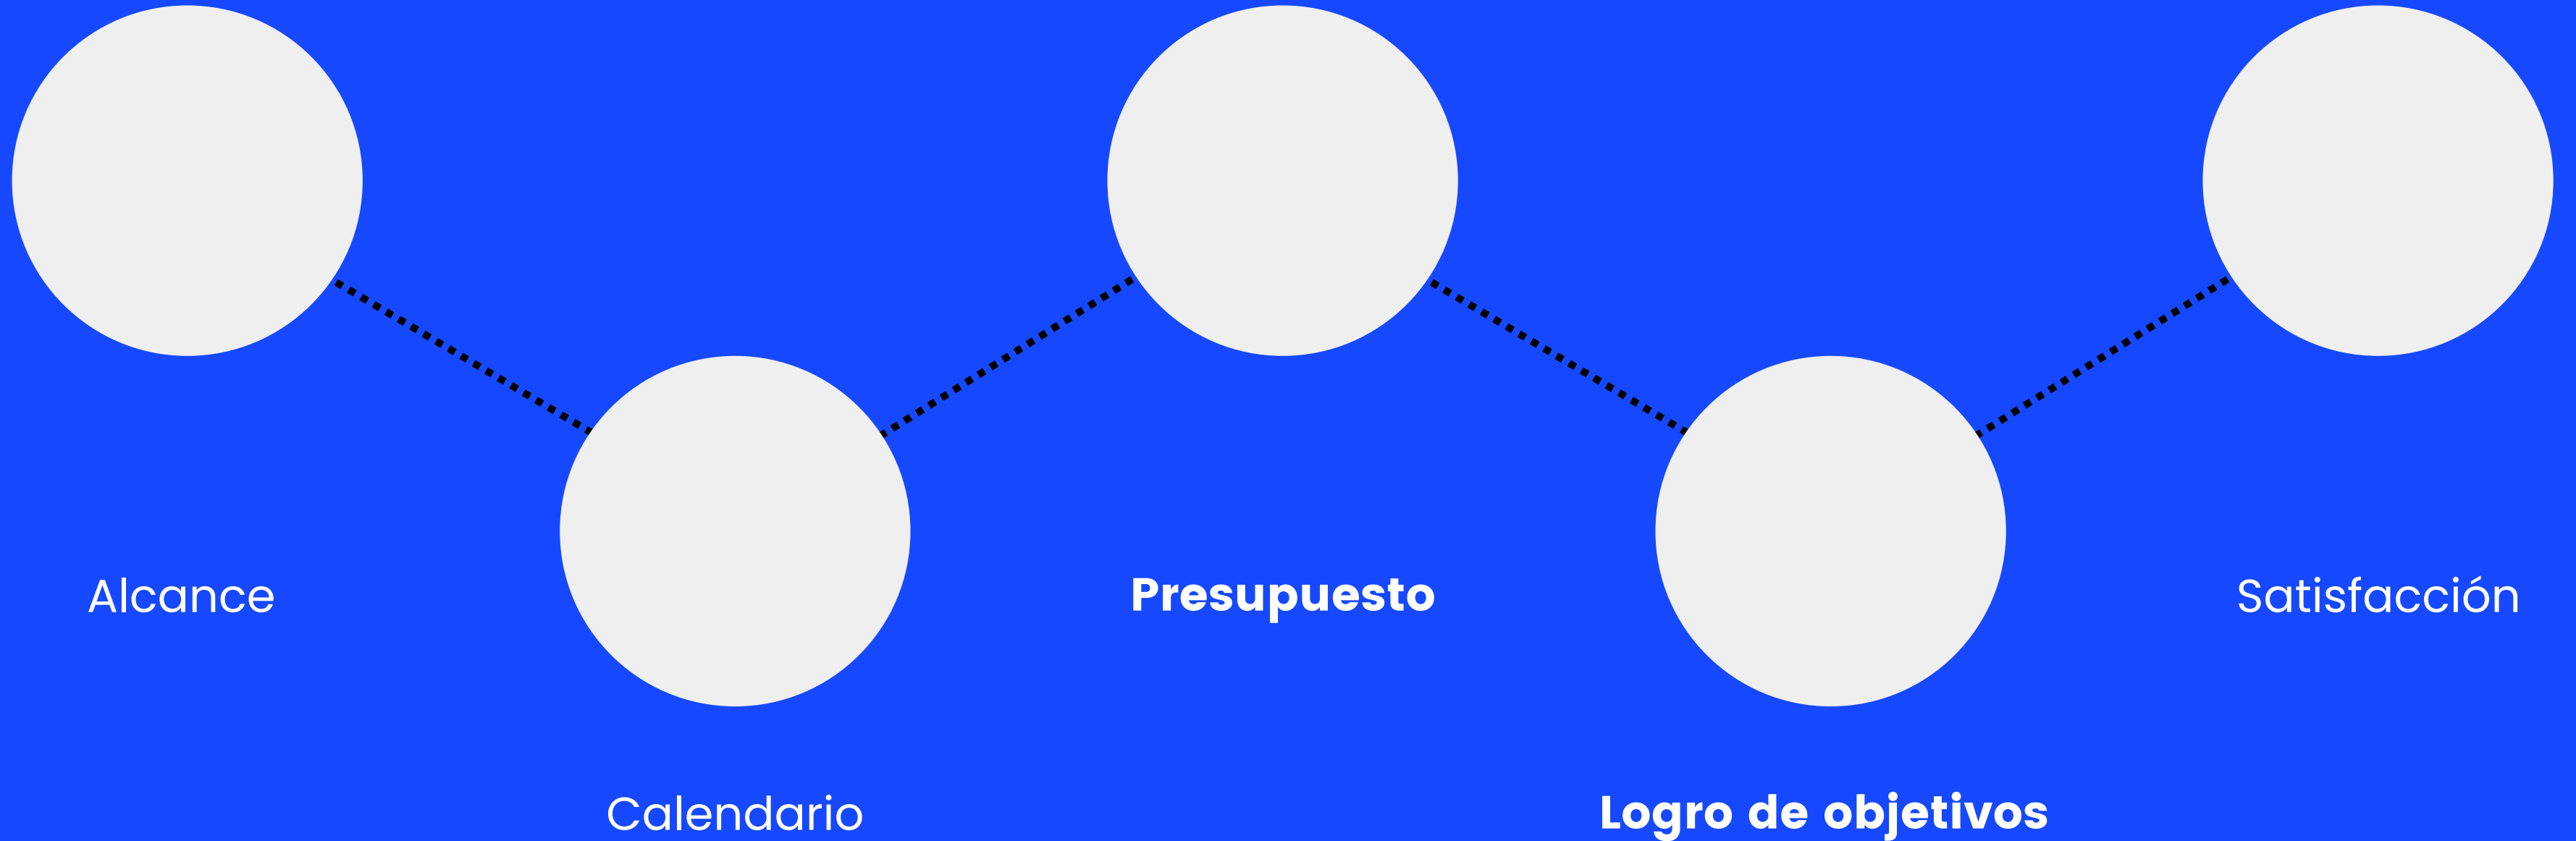 Alcance
Calendario
Presupuesto
Logro de objetivos
Satisfacción